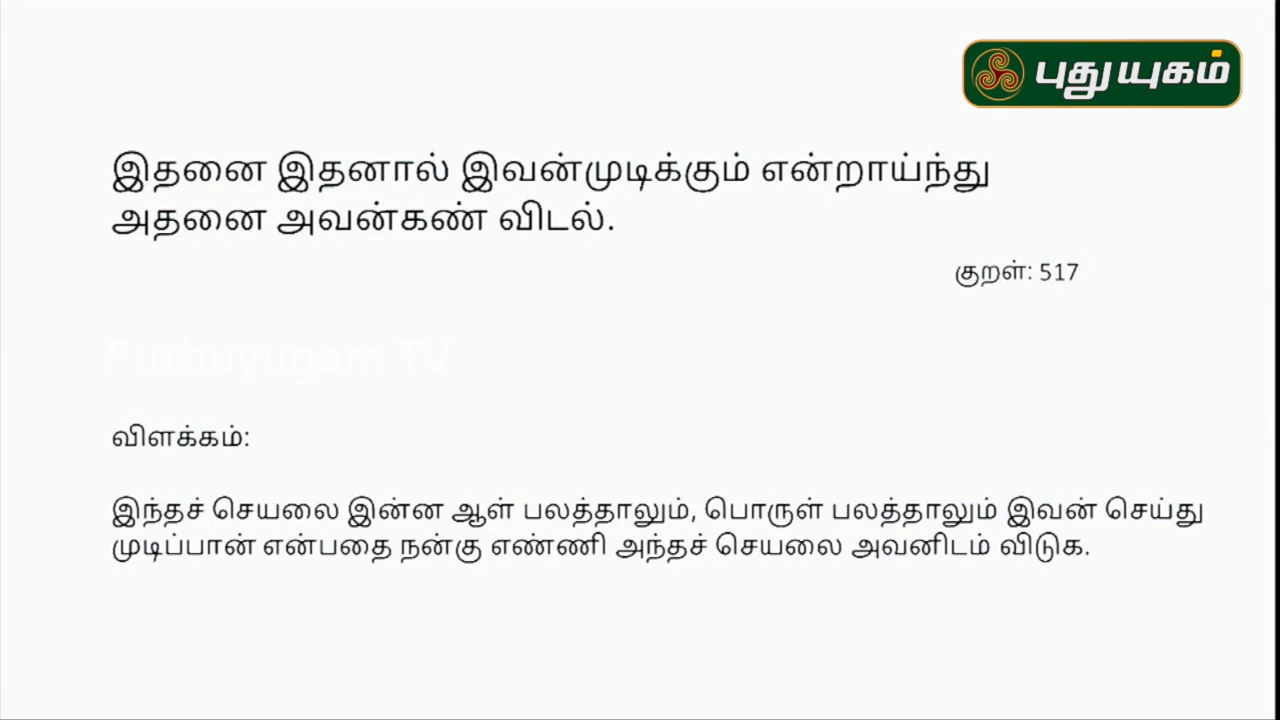 புதுயுகம்
இதனை இதனால் இவன்முடிக்கும் என்றாய்ந்து
அதனை அவன்கண் விடல்.
குறள்: 517
Puthuyugam TV
விளக்கம்:
இந்தச் செயலை இன்ன ஆள் பலத்தாலும், பொருள் பலத்தாலும் இவன் செய்து
முடிப்பான் என்பதை நன்கு எண்ணி அந்தச் செயலை அவனிடம் விடுக.